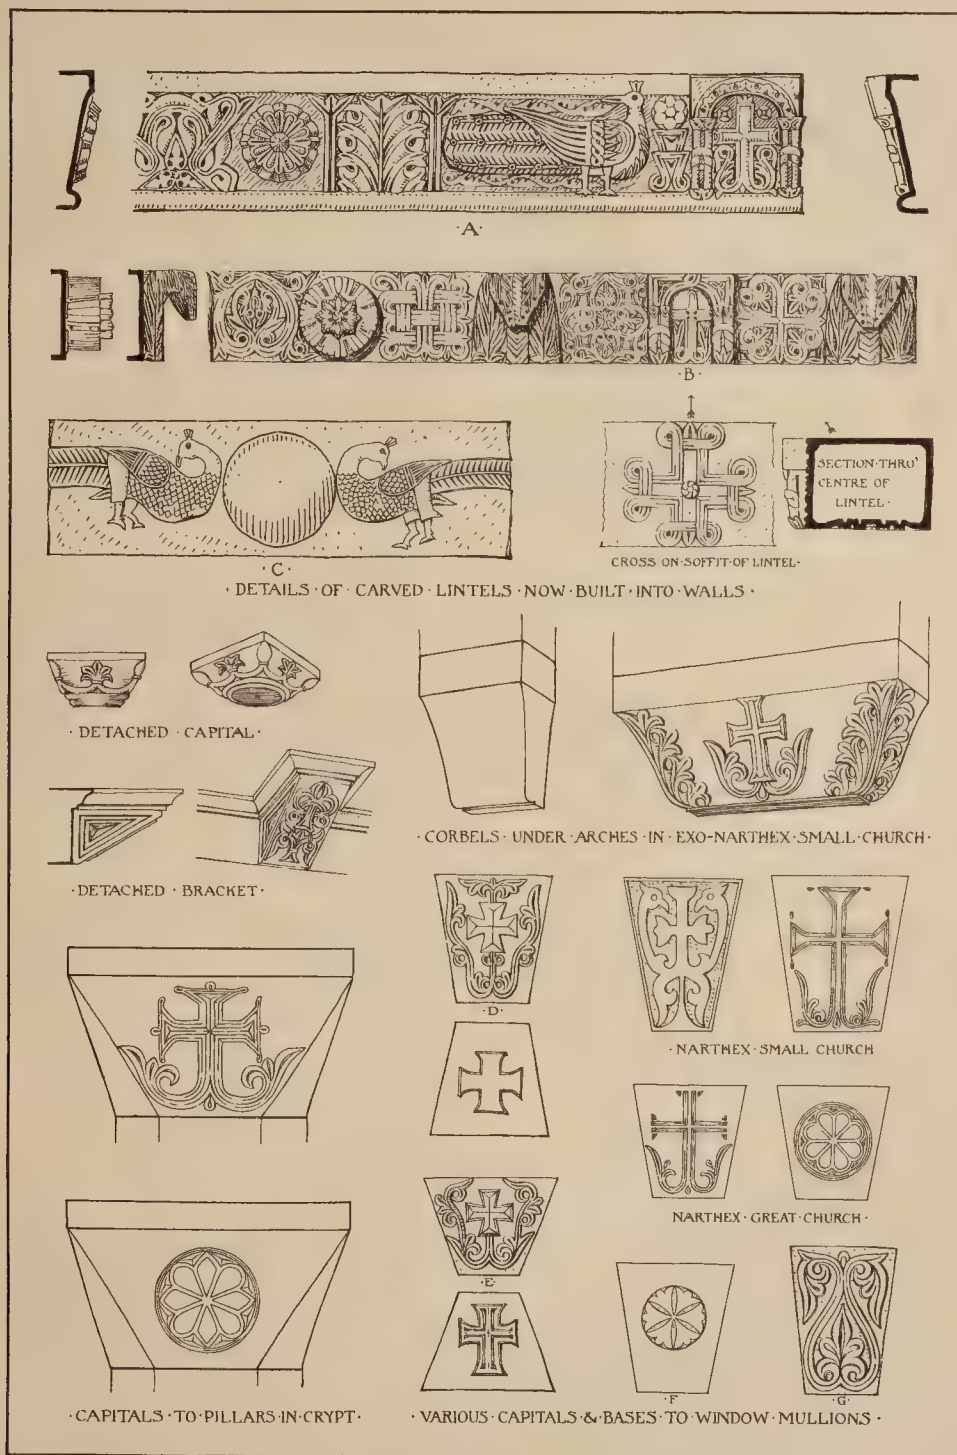 ·A·
·B·
·C·
SECTION·THRO'
CENTRE OF
LINTEL·
CROSS ON·SOFFIT·OF LINTEL·
· DETAILS · OF · CARVED · LINTELS · NOW · BUILT · INTO · WALLS ·
· DETACHED · CAPITAL ·
· CORBELS · UNDER · ARCHES · IN · EXO-NARTHEX · SMALL · CHURCH ·
· DETACHED · BRACKET ·
·D·
· NARTHEX · SMALL CHURCH
NARTHEX · GREAT · CHURCH ·
·E·
·F·
·G·
· CAPITALS · TO · PILLARS · IN · CRYPT ·
· VARIOUS · CAPITALS · & · BASES · TO · WINDOW · MULLIONS ·